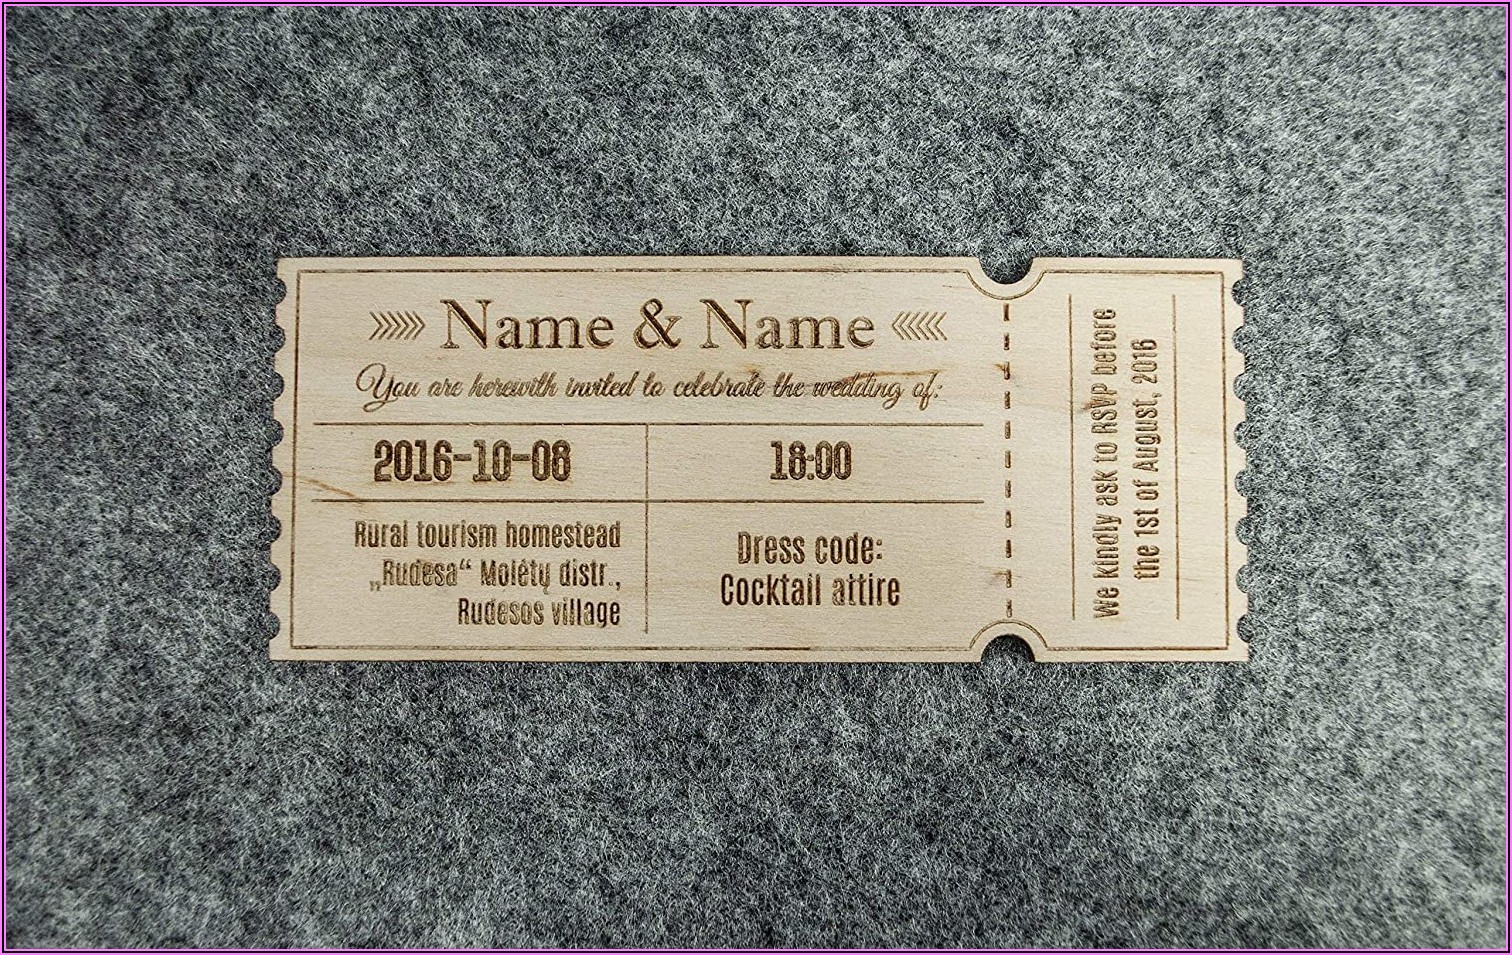 Name & Name
You are herewith invited to celebrate the wedding of:
2016-10-08
18:00
Rural tourism homestead
„Rudesa“ Molėtų distr.,
Rudesos village
Dress code:
Cocktail attire
We kindly ask to RSVP before
the 1st of August, 2016